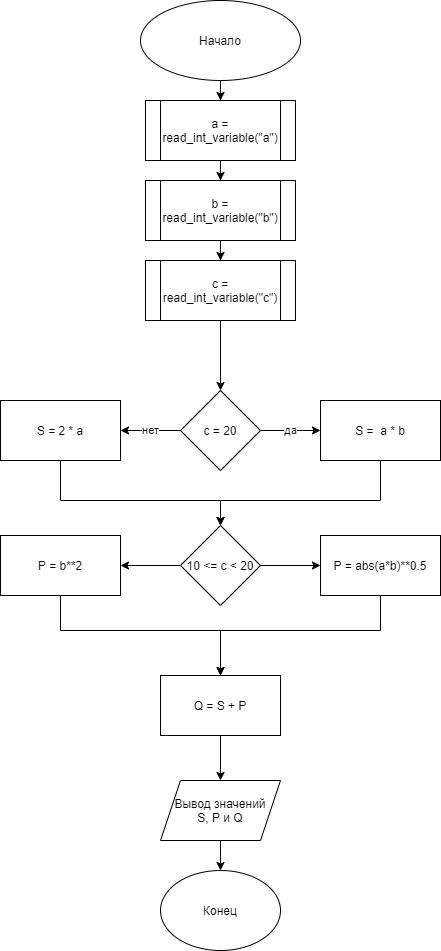 Начало
a =
read_int_variable("a")
b =
read_int_variable("b")
c =
read_int_variable("c")
S = 2 * a
нет
c = 20
да
S = a * b
P = b**2
10 <= c < 20
P = abs(a*b)**0.5
Q = S + P
Вывод значений
S, P и Q
Конец